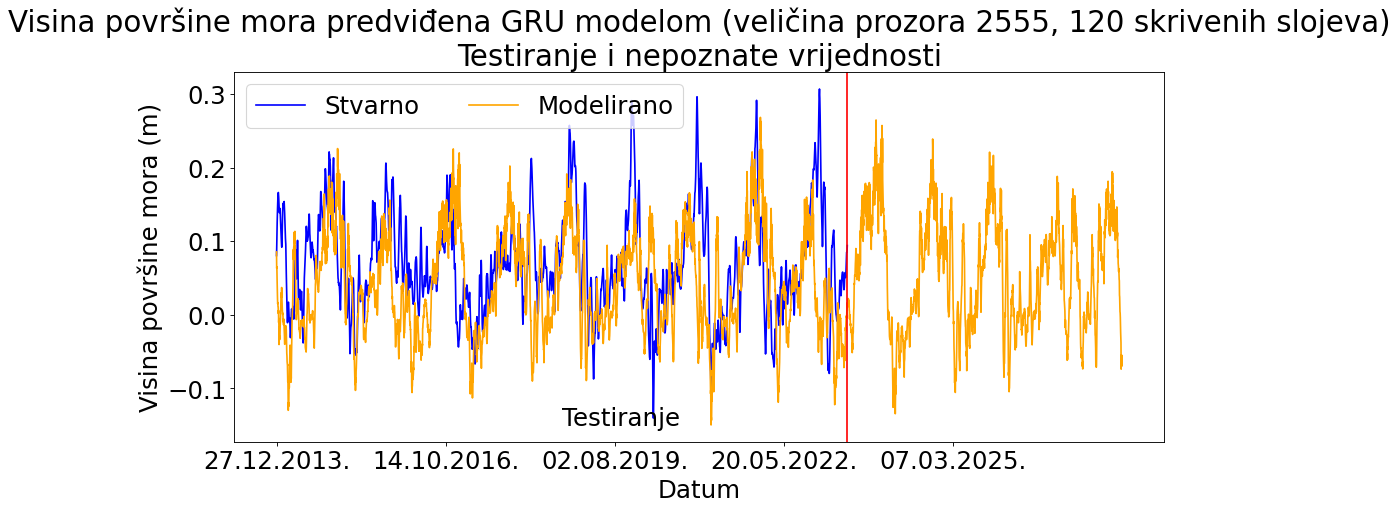 Visina površine mora predviđena GRU modelom (veličina prozora 2555, 120 skrivenih slojeva)
Testiranje i nepoznate vrijednosti
Stvarno
Modelirano
0.3
0.2
0.1
0.0
−0.1
Visina površine mora (m)
Testiranje
27.12.2013.
14.10.2016.
02.08.2019.
20.05.2022.
07.03.2025.
Datum